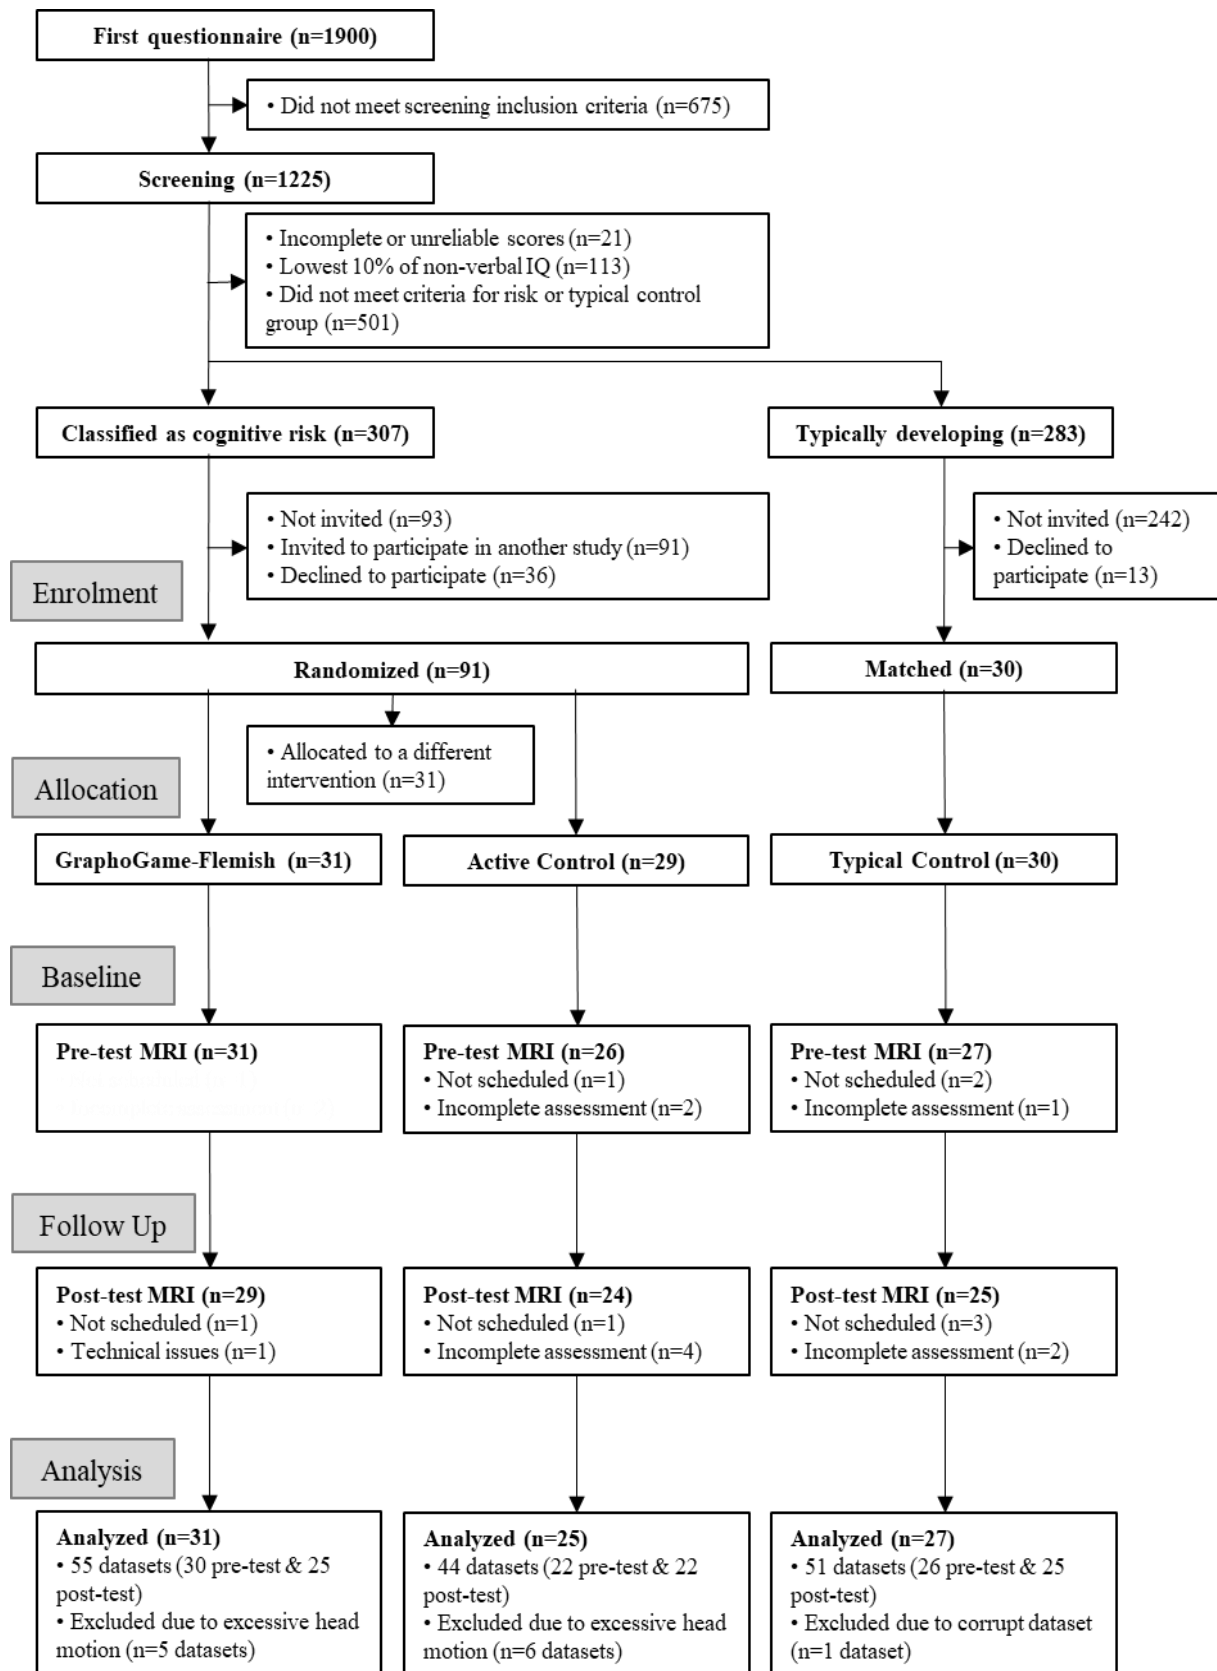 First questionnaire (n=1900)
• Did not meet screening inclusion criteria (n=675)
Screening (n=1225)
• Incomplete or unreliable scores (n=21)
• Lowest 10% of non-verbal IQ (n=113)
• Did not meet criteria for risk or typical control
group (n=501)
Classified as cognitive risk (n=307)
Typically developing (n=283)
• Not invited (n=93)
• Invited to participate in another study (n=91)
• Declined to participate (n=36)
• Not invited (n=242)
• Declined to
participate (n=13)
Enrolment
Randomized (n=91)
Matched (n=30)
• Allocated to a different
intervention (n=31)
Allocation
GraphoGame-Flemish (n=31)
Active Control (n=29)
Typical Control (n=30)
Baseline
Pre-test MRI (n=31)
Pre-test MRI (n=26)
• Not scheduled (n=1)
• Incomplete assessment (n=2)
Pre-test MRI (n=27)
• Not scheduled (n=2)
• Incomplete assessment (n=1)
Follow Up
Post-test MRI (n=29)
• Not scheduled (n=1)
• Technical issues (n=1)
Post-test MRI (n=24)
• Not scheduled (n=1)
• Incomplete assessment (n=4)
Post-test MRI (n=25)
• Not scheduled (n=3)
• Incomplete assessment (n=2)
Analysis
Analyzed (n=31)
• 55 datasets (30 pre-test & 25
post-test)
• Excluded due to excessive head
motion (n=5 datasets)
Analyzed (n=25)
• 44 datasets (22 pre-test & 22
post-test)
• Excluded due to excessive head
motion (n=6 datasets)
Analyzed (n=27)
• 51 datasets (26 pre-test & 25
post-test)
• Excluded due to corrupt dataset
(n=1 dataset)